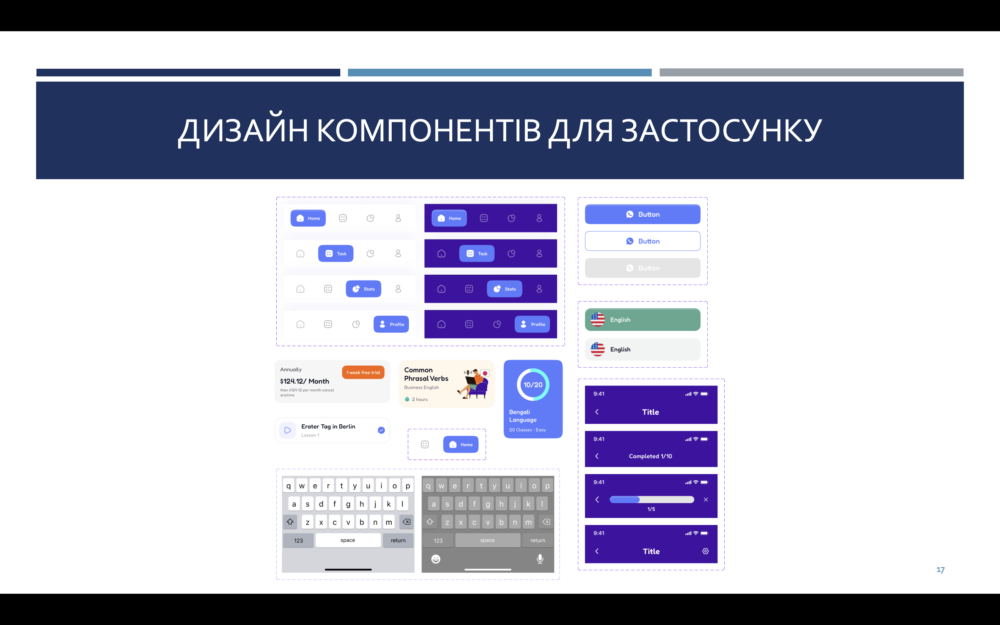 ДИЗАЙН КОМПОНЕНТІВ ДЛЯ ЗАСТОСУНКУ
Home
Home
Task
Task
Stats
Stats
Profile
Profile
Button
Button
Button
English
English
Annually
1 week free trial
$124.12/ Month
then $124.12 per month cancel
anytime
Common
Phrasal Verbs
Business English
2 hours
10/20
Bengali
Language
20 Classes · Easy
Erater Tag in Berlin
Lesson 1
Home
9:41
Title
9:41
Completed 1/10
9:41
1/5
9:41
Title
q w e r t y u i o p
a s d f g h j k l
z x c v b n m
123 space return
q w e r t y u i o p
a s d f g h j k l
z x c v b n m
123 space return
17